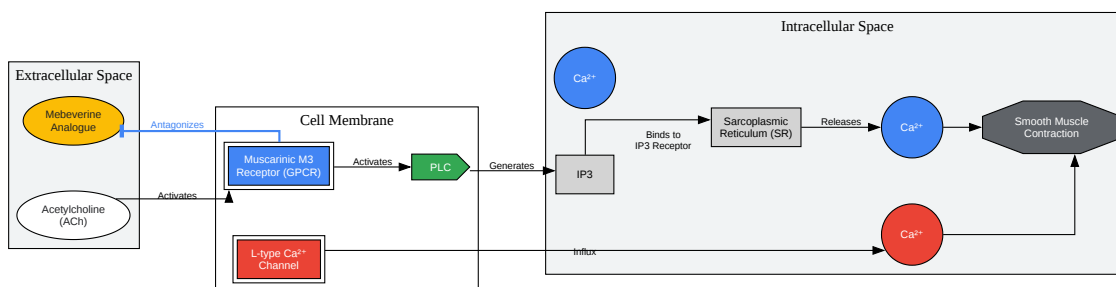 Extracellular Space
Mebeverine
Analogue
Antagonizes
Acetylcholine
(ACh)
Activates
Cell Membrane
Muscarinic M3
Receptor (GPCR)
Activates
PLC
Generates
L-type Ca²⁺
Channel
Influx
Intracellular Space
Ca²⁺
IP3
Binds to
IP3 Receptor
Sarcoplasmic
Reticulum (SR)
Releases
Ca²⁺
Smooth Muscle
Contraction
Ca²⁺